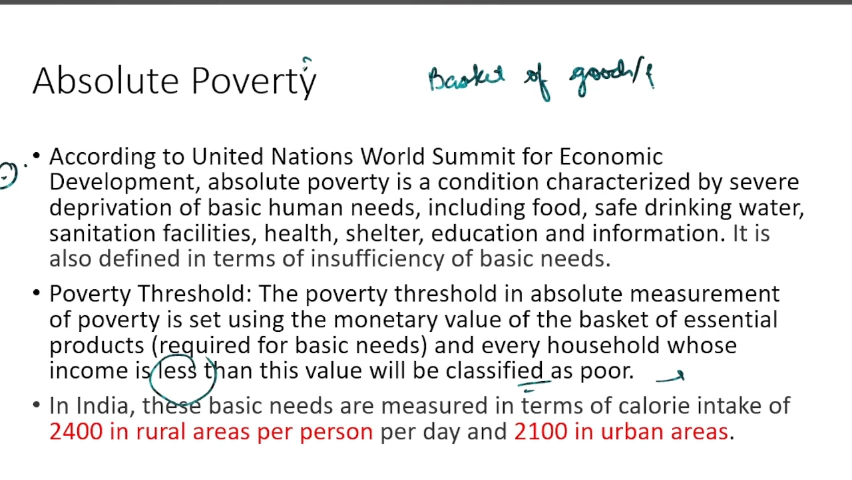 Absolute Poverty
Basket of goods/
• According to United Nations World Summit for Economic
Development, absolute poverty is a condition characterized by severe
deprivation of basic human needs, including food, safe drinking water,
sanitation facilities, health, shelter, education and information. It is
also defined in terms of insufficiency of basic needs.
• Poverty Threshold: The poverty threshold in absolute measurement
of poverty is set using the monetary value of the basket of essential
products (required for basic needs) and every household whose
income is less than this value will be classified as poor.
• In India, these basic needs are measured in terms of calorie intake of
2400 in rural areas per person per day and 2100 in urban areas.